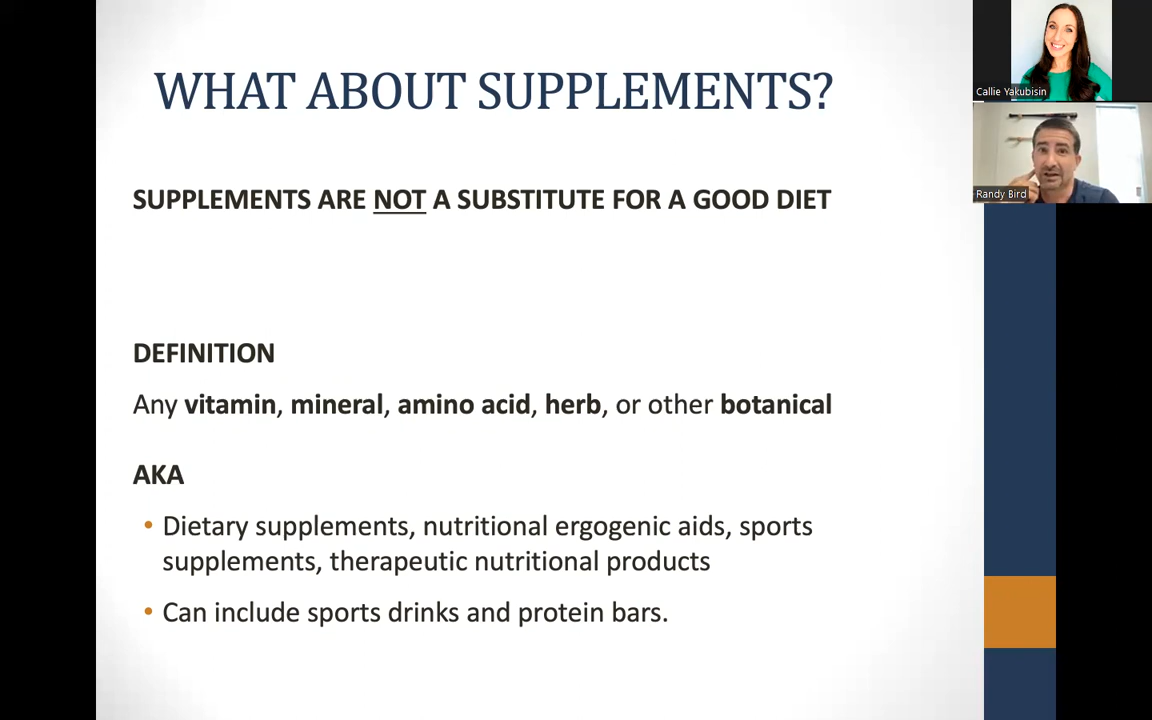 WHAT ABOUT SUPPLEMENTS?
SUPPLEMENTS ARE NOT A SUBSTITUTE FOR A GOOD DIET
DEFINITION
Any vitamin, mineral, amino acid, herb, or other botanical
AKA
• Dietary supplements, nutritional ergogenic aids, sports
supplements, therapeutic nutritional products
• Can include sports drinks and protein bars.
Callie Yakubisin
Randy Bird